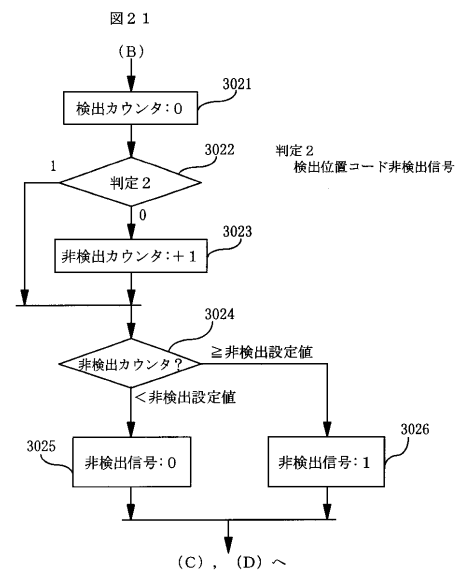 図２１
(B)
3021
検出カウンタ：0
3022
判定２
検出位置コード非検出信号
1
判定２
0
3023
非検出カウンタ：＋１
3024
非検出カウンタ？
≧非検出設定値
＜非検出設定値
3025
非検出信号：0
3026
非検出信号：1
(C)，(D)へ